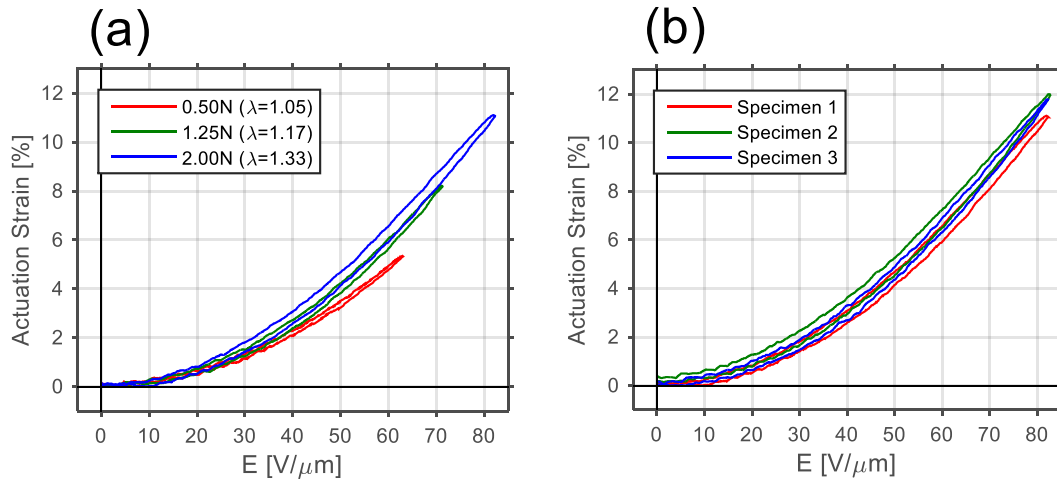 (a)
12
10
8
6
4
2
0
Actuation Strain [%]
0.50N (λ=1.05)
1.25N (λ=1.17)
2.00N (λ=1.33)
0 10 20 30 40 50 60 70 80
E [V/μm]
(b)
12
10
8
6
4
2
0
Actuation Strain [%]
Specimen 1
Specimen 2
Specimen 3
0 10 20 30 40 50 60 70 80
E [V/μm]